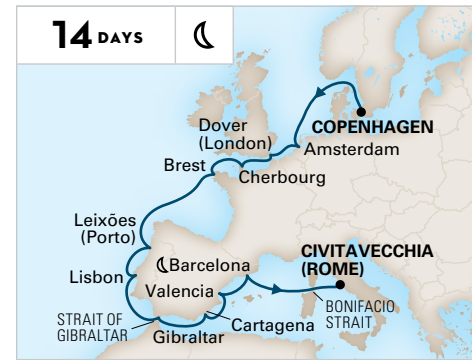 14 DAYS
COPENHAGEN
Dover
(London)
Amsterdam
Brest
Cherbourg
Leixões
(Porto)
CIVITAVECCHIA
(ROME)
Barcelona
Lisbon
Valencia
BONIFACIO
STRAIT
STRAIT OF
GIBRALTAR
Cartagena
Gibraltar